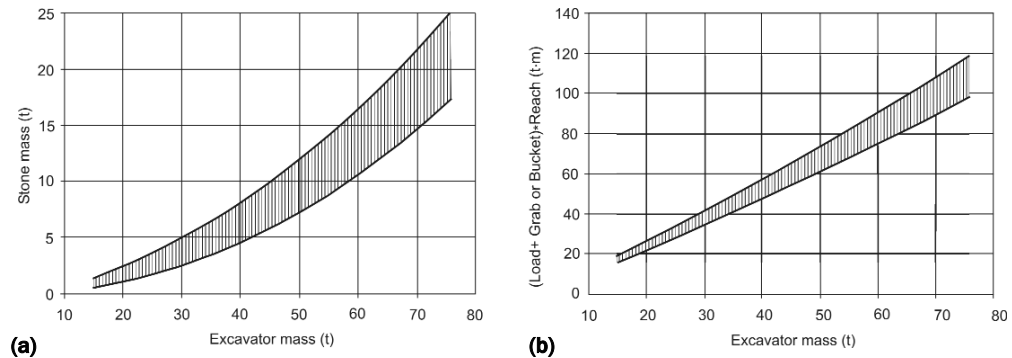 25
20
15
10
5
0
10 20 30 40 50 60 70 80
Stone mass (t)
Excavator mass (t)
(a)
140
120
100
80
60
40
20
0
10 20 30 40 50 60 70 80
(Load+ Grab or Bucket)*Reach (t·m)
Excavator mass (t)
(b)